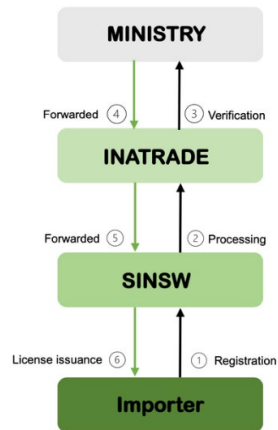 MINISTRY
Forwarded 4 3 Verification
INATRADE
Forwarded 5 2 Processing
SINSW
License issuance 6 1 Registration
Importer